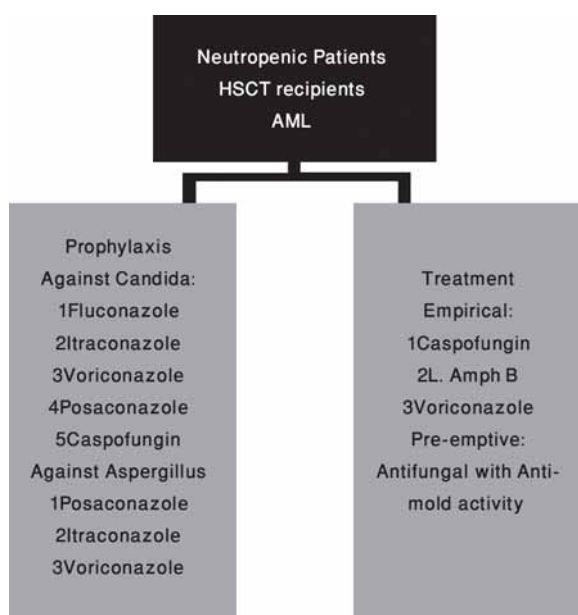 Neutropenic Patients
HSCT recipients
AML
Prophylaxis
Against Candida:
1Fluconazole
2Itraconazole
3Voriconazole
4Posaconazole
5Caspofungin
Against Aspergillus
1Posaconazole
2Itraconazole
3Voriconazole
Treatment
Empirical:
1Caspofungin
2L. Amph B
3Voriconazole
Pre-emptive:
Antifungal with Anti-
mold activity